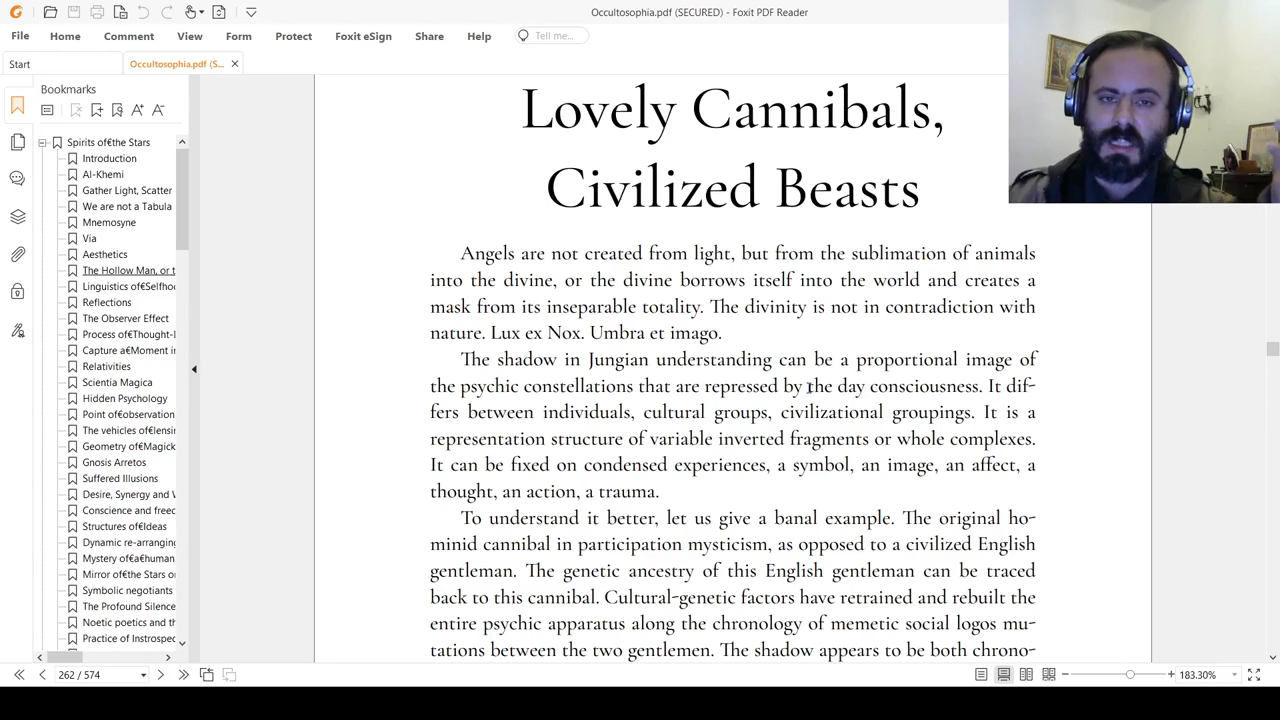 Occultosophia.pdf (SECURED) - Foxit PDF Reader
File Home Comment View Form Protect Foxit eSign Share Help Tell me...
Start Occultosophia.pdf (S...
Bookmarks
Spirits of€the Stars
Introduction
Al-Khemi
Gather Light, Scatter
We are not a Tabula
Mnemosyne
Via
Aesthetics
The Hollow Man, or t
Linguistics of€Selfhoo
Reflections
The Observer Effect
Process of€Thought-I
Capture a€Moment in
Relativities
Scientia Magica
Hidden Psychology
Point of€observation
The vehicles of€lensin
Geometry of€Magick
Gnosis Arretos
Suffered Illusions
Desire, Synergy and V
Conscience and freed
Structures of€Ideas
Dynamic re-arranging
Mystery of€a€human
Mirror of€the Stars or
Symbolic negotiants
The Profound Silence
Noetic poetics and th
Practice of Instrospec
Lovely Cannibals,
Civilized Beasts
Angels are not created from light, but from the sublimation of animals
into the divine, or the divine borrows itself into the world and creates a
mask from its inseparable totality. The divinity is not in contradiction with
nature. Lux ex Nox. Umbra et imago.
The shadow in Jungian understanding can be a proportional image of
the psychic constellations that are repressed by the day consciousness. It dif-
fers between individuals, cultural groups, civilizational groupings. It is a
representation structure of variable inverted fragments or whole complexes.
It can be fixed on condensed experiences, a symbol, an image, an affect, a
thought, an action, a trauma.
To understand it better, let us give a banal example. The original ho-
minid cannibal in participation mysticism, as opposed to a civilized English
gentleman. The genetic ancestry of this English gentleman can be traced
back to this cannibal. Cultural-genetic factors have retrained and rebuilt the
entire psychic apparatus along the chronology of memetic social logos mu-
tations between the two gentlemen. The shadow appears to be both chrono-
262 / 574
183.30%